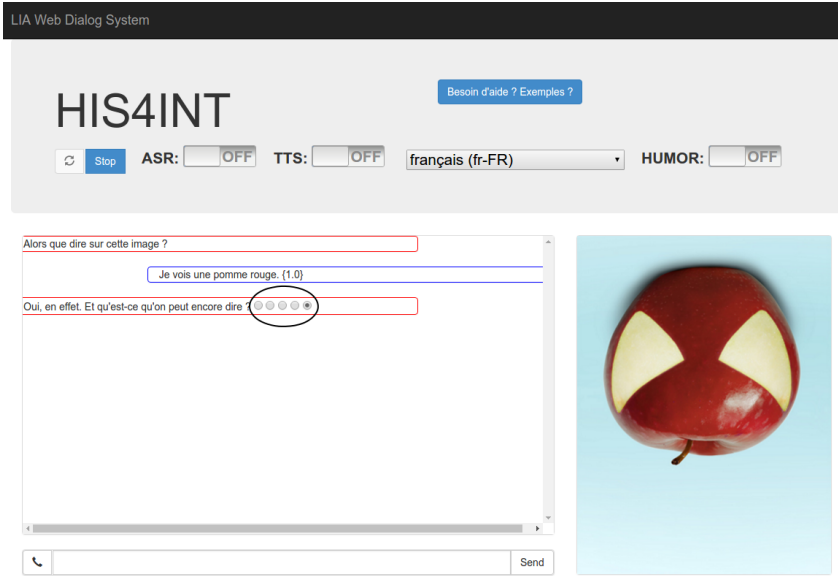 LIA Web Dialog System
HIS4INT
Besoin d'aide ? Exemples ?
Stop
ASR: OFF
TTS: OFF
français (fr-FR)
HUMOR: OFF
Alors que dire sur cette image ?
Je vois une pomme rouge. {1.0}
Oui, en effet. Et qu'est-ce qu'on peut encore dire ?
Send